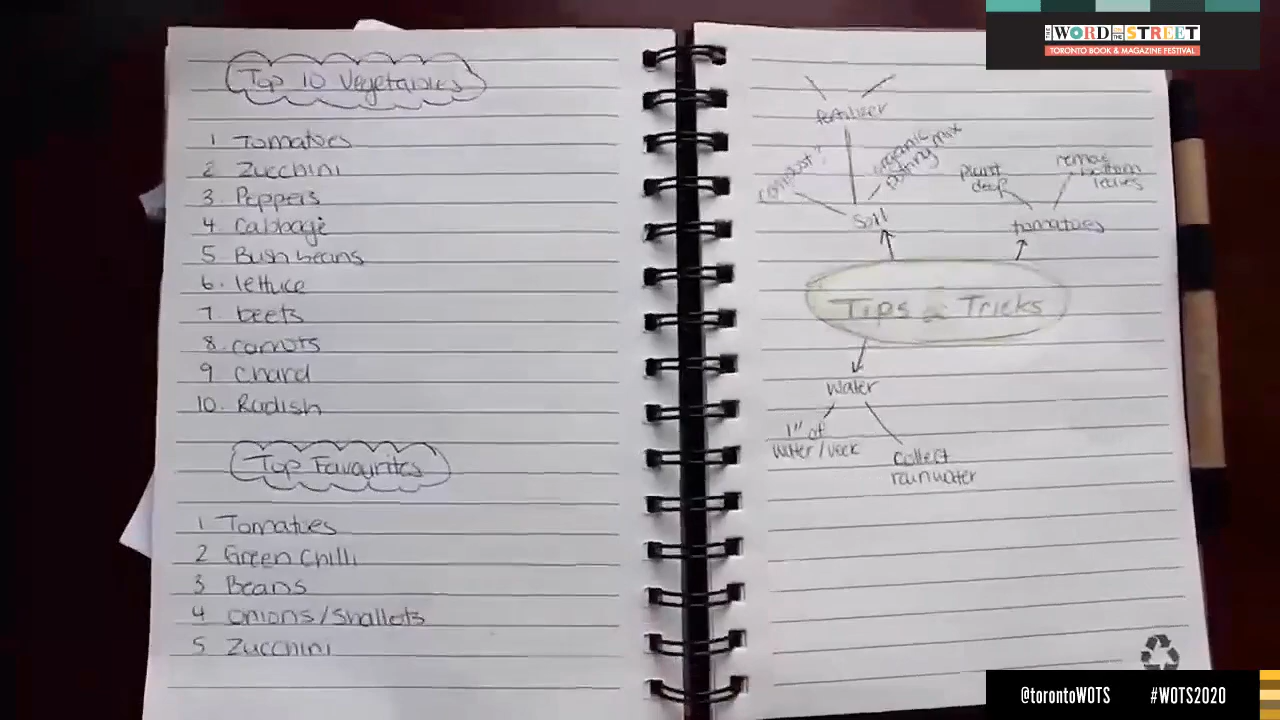 Top 10 Vegetables
1 Tomatoes
2 Zucchini
3. Peppers
4. Cabbage
5 Bush beans
6. lettuce
7. beets
8. carrots
9. Chard
10. Radish
Top Favourites
1 Tomatoes
2 Green Chilli
3 Beans
4 onions/shallots
5 Zucchini
fertilizer
compost?
organic
potting mix
soil
plant
deep
remove
bottom
leaves
tomatoes
Tips & Tricks
water
1" of
water/week
collect
rainwater
THE WORD ON THE STREET
TORONTO BOOK & MAGAZINE FESTIVAL
@torontoWOTS #WOTS2020